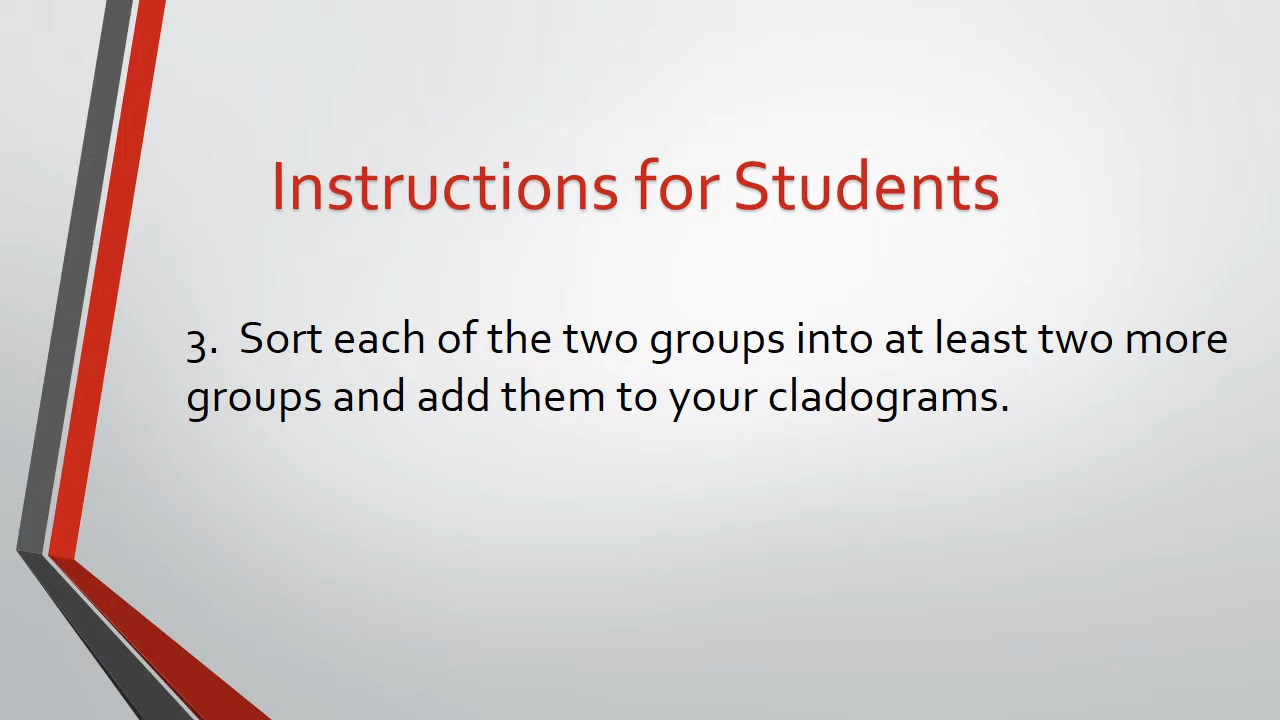 Instructions for Students
3. Sort each of the two groups into at least two more
groups and add them to your cladograms.